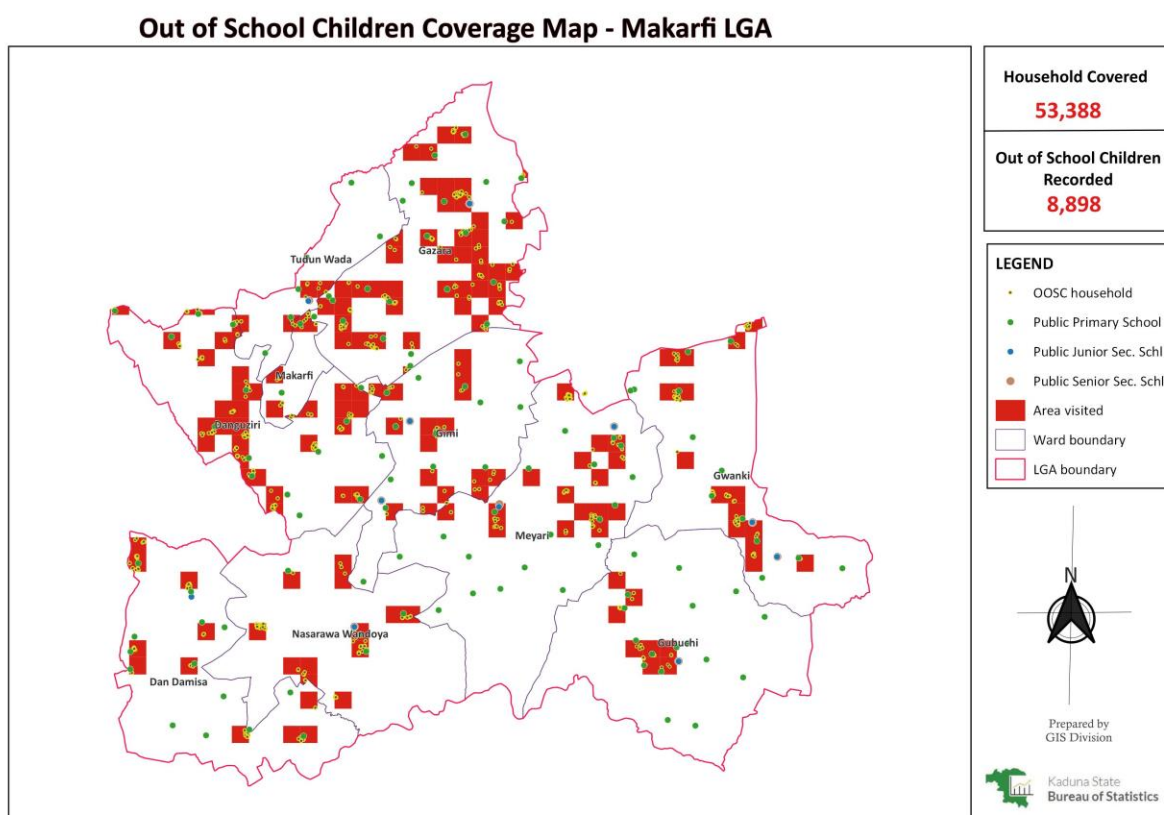 Out of School Children Coverage Map - Makarfi LGA
Household Covered
53,388
Out of School Children
Recorded
8,898
LEGEND
OOSC household
Public Primary School
Public Junior Sec. Schl
Public Senior Sec. Schl
Area visited
Ward boundary
LGA boundary
Tudun Wada
Gazara
Makarfi
Danguziri
Gimi
Gwanki
Meyari
Nasarawa Wandoya
Gubuchi
Dan Damisa
N
Prepared by
GIS Division
Kaduna State
Bureau of Statistics